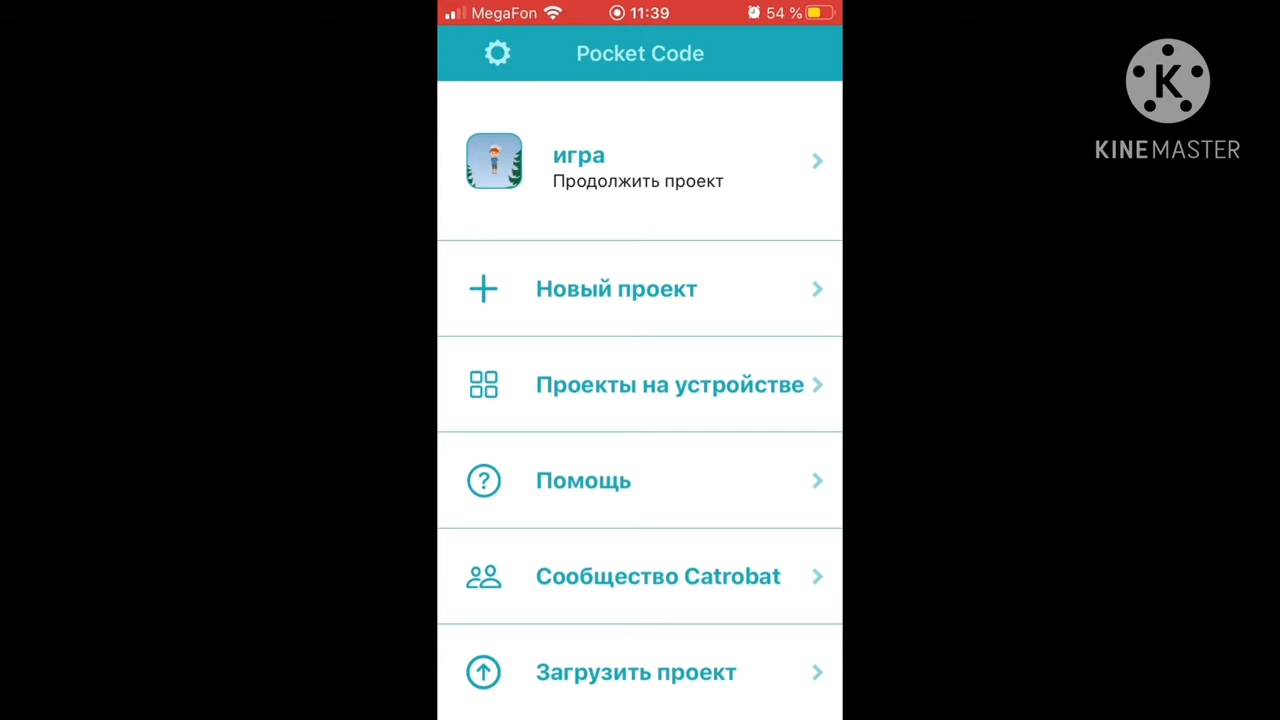 MegaFon 11:39 54 %
Pocket Code
K
KINEMASTER
игра
Продолжить проект
Новый проект
Проекты на устройстве
?
Помощь
Сообщество Catrobat
Загрузить проект